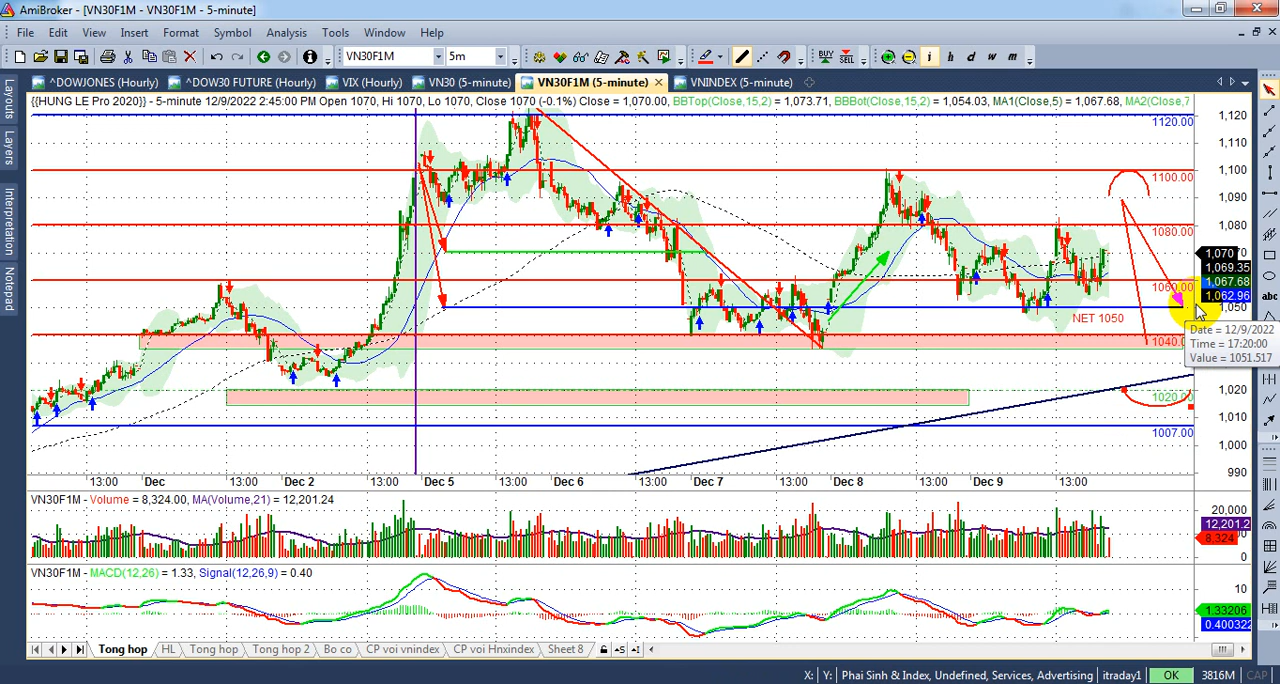 AmiBroker - [VN30F1M - VN30F1M - 5-minute]
File Edit View Insert Format Symbol Analysis Tools Window Help
VN30F1M 5m BUY SELL i h d w m
^DOWJONES (Hourly) ^DOW30 FUTURE (Hourly) VIX (Hourly) VN30 (5-minute) VN30F1M (5-minute) VNINDEX (5-minute)
Layouts
Layers
Interpretation
Notepad
{{HUNG LE Pro 2020}} - 5-minute 12/9/2022 2:45:00 PM Open 1070, Hi 1070, Lo 1070, Close 1070 (-0.1%) Close = 1,070.00, BBTop(Close,15,2) = 1,073.71, BBBot(Close,15,2) = 1,054.03, MA1(Close,5) = 1,067.68, MA2(Close,
1120.00 1,120
1,110
1100.00 1,100
1,090
1080.00 1,080
1,070
1,069.35
1060.00 1,067.68
1,062.96
abc
1,050
NET 1050
Date = 12/9/2022
Time = 17:20:00
Value = 1051.517
1040.0
1020.00 1,020
1,010
1007.00
1,000
990
13:00 Dec 13:00 Dec 2 13:00 Dec 5 13:00 Dec 6 13:00 Dec 7 13:00 Dec 8 13:00 Dec 9 13:00
VN30F1M - Volume = 8,324.00, MA(Volume,21) = 12,201.24
20,000
12,201
8,324
0
VN30F1M - MACD(12,26) = 1.33, Signal(12,26,9) = 0.40
10
1.33206
0.400322
Tong hop HL Tong hop Tong hop 2 Bo co CP voi vnindex CP voi Hnxindex Sheet 8
X: Y: Phai Sinh & Index, Undefined, Services, Advertising itraday1 OK 3816M CAP